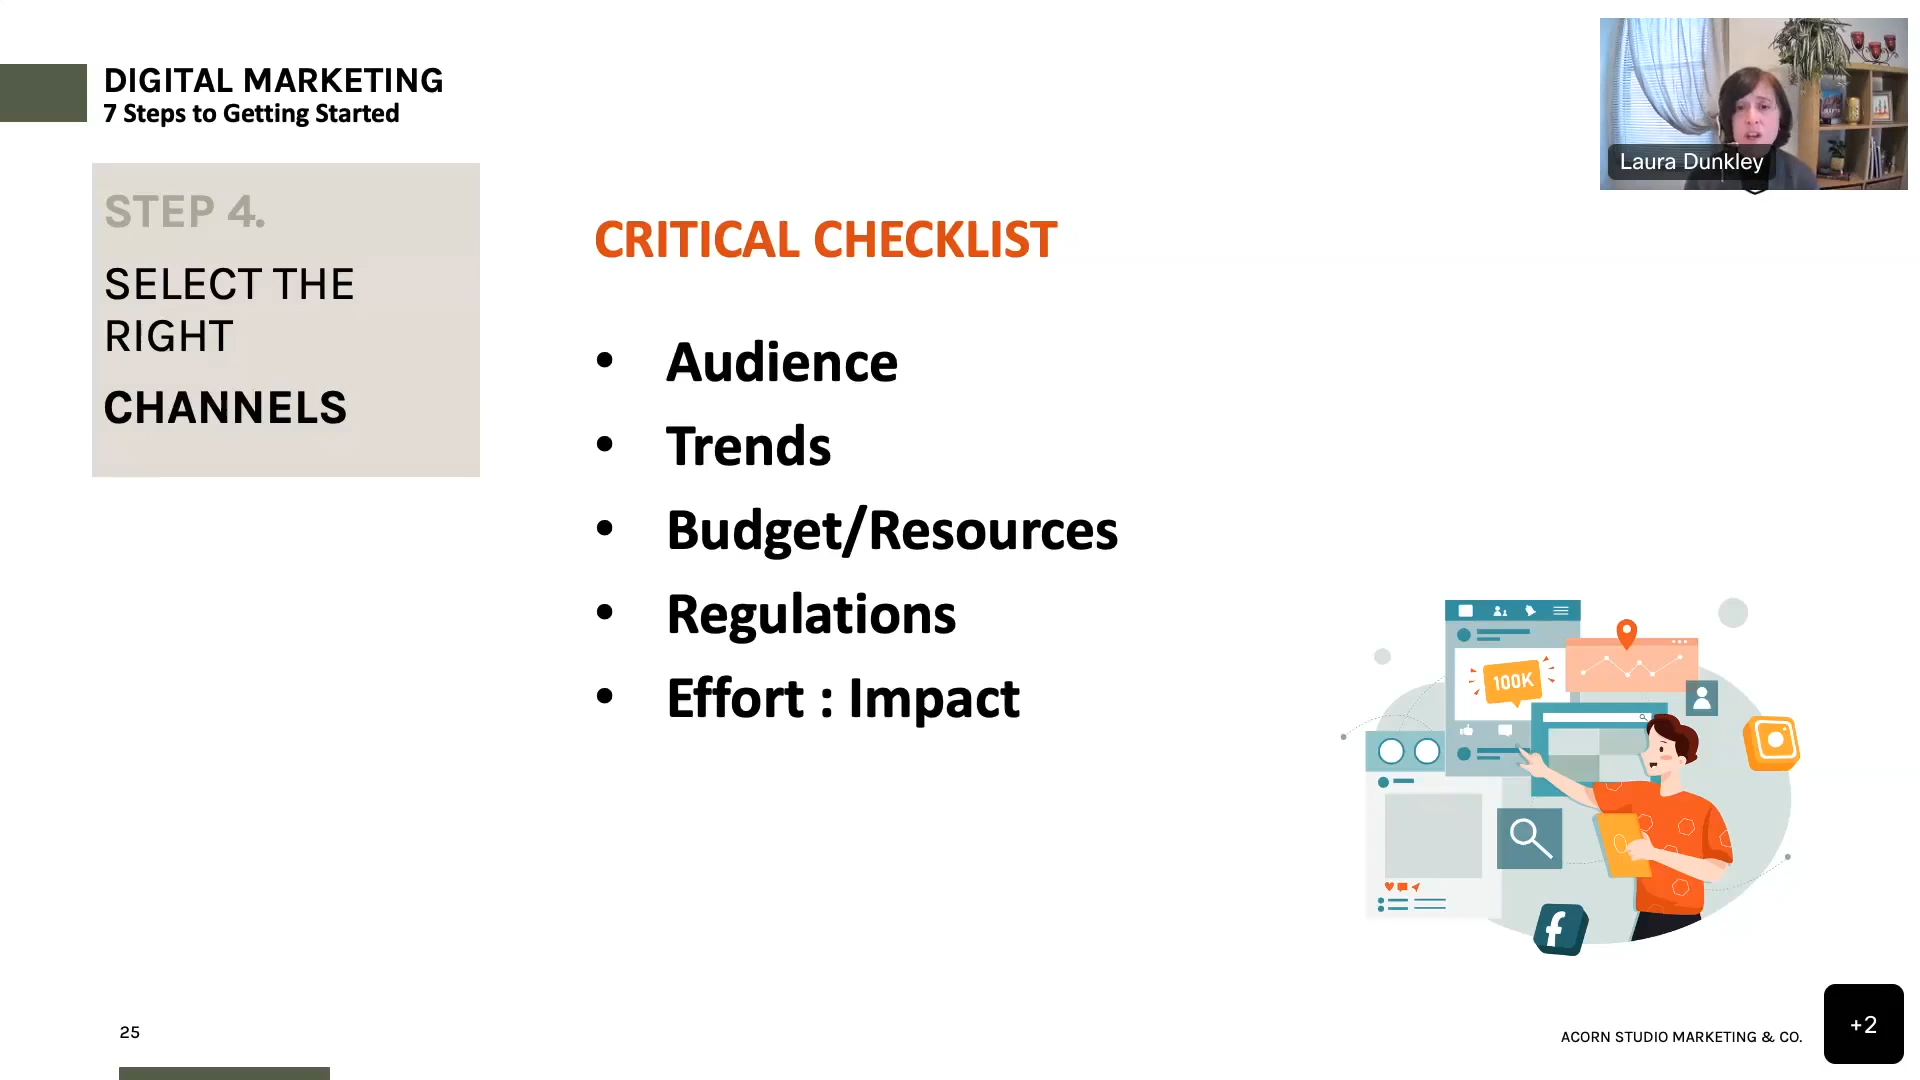 DIGITAL MARKETING
7 Steps to Getting Started
Laura Dunkley
STEP 4.
SELECT THE
RIGHT
CHANNELS
CRITICAL CHECKLIST
• Audience
• Trends
• Budget/Resources
• Regulations
• Effort : Impact
100K
f
25
ACORN STUDIO MARKETING & CO.
+2